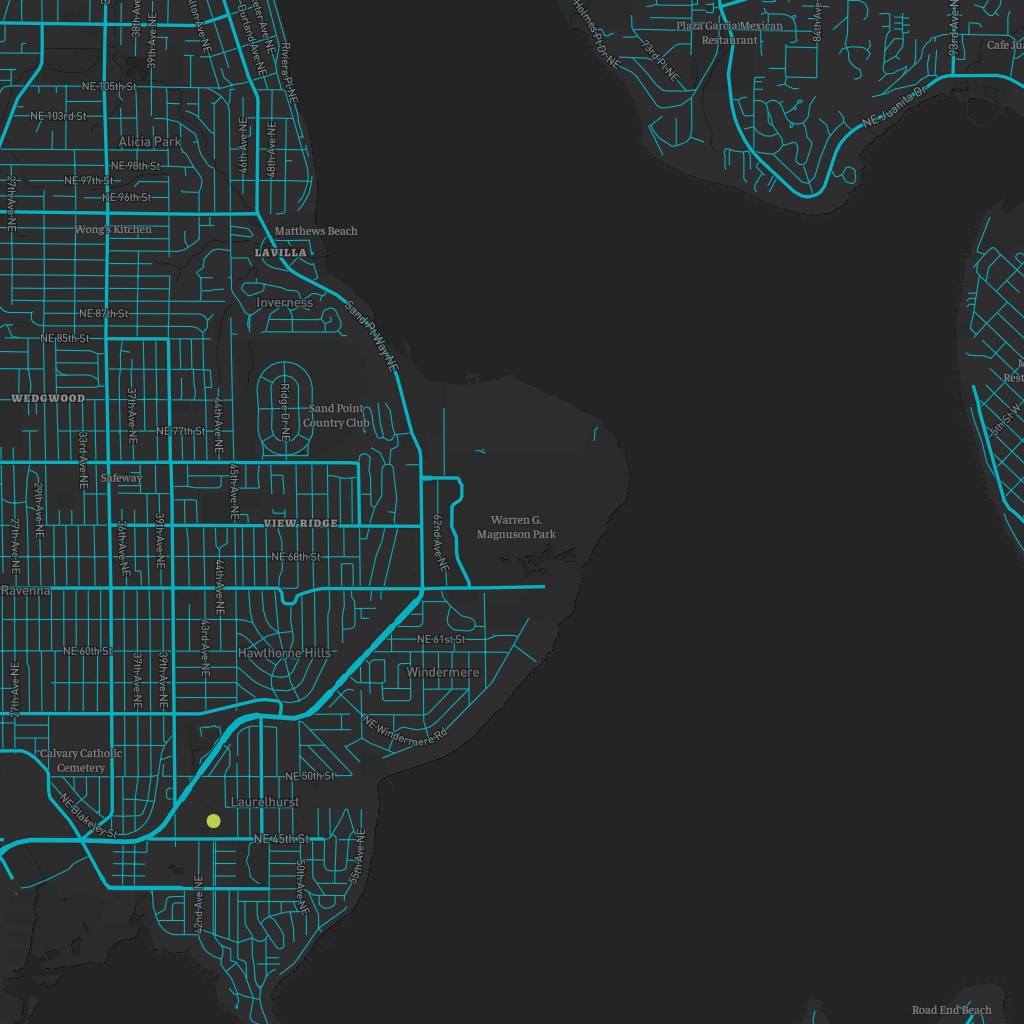 38th Av
39th Ave NE
lton Ave NE
Durland Ave NE
eter Ave NE
Riviera Pl NE
Holmes Pt Dr NE
73rd Pl NE
Plaza Garcia Mexican
Restaurant
84th Ave
93rd Ave N
Cafe Jua
NE Juanita Dr
NE 105th St
NE 103rd St
Alicia Park
46th Ave NE
48th Ave NE
NE 98th St
NE 97th St
NE 96th St
27th Ave NE
Wong's Kitchen
Matthews Beach
LAVILLA
Inverness
Sand Pt Way NE
NE 87th St
NE 85th St
WEDGWOOD
37th Ave NE
44th Ave NE
Ridge Dr NE
Sand Point
Country Club
33rd Ave NE
NE 77th St
5th St W
Safeway
29th Ave NE
45th Ave NE
27th Ave NE
36th Ave NE
39th Ave NE
VIEW RIDGE
62nd Ave NE
Warren G.
Magnuson Park
NE 68th St
44th Ave NE
Ravenna
43rd Ave NE
NE 60th St
Hawthorne Hills
NE 61st St
Windermere
27th Ave NE
37th Ave NE
39th Ave NE
NE Windermere Rd
Calvary Catholic
Cemetery
NE 50th St
NE Blakeley St
Laurelhurst
NE 45th St
55th Ave NE
50th Ave NE
42nd Ave NE
Road End Beach